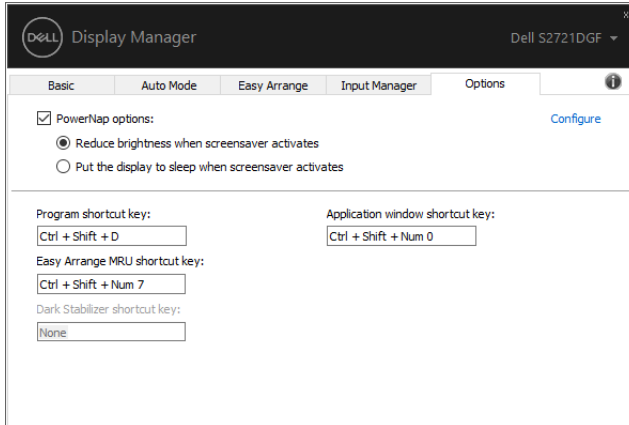 DELL Display Manager Dell S2721DGF
Basic Auto Mode Easy Arrange Input Manager Options
PowerNap options: Configure
Reduce brightness when screensaver activates
Put the display to sleep when screensaver activates
Program shortcut key: Application window shortcut key:
Ctrl + Shift + D Ctrl + Shift + Num 0
Easy Arrange MRU shortcut key:
Ctrl + Shift + Num 7
Dark Stabilizer shortcut key:
None